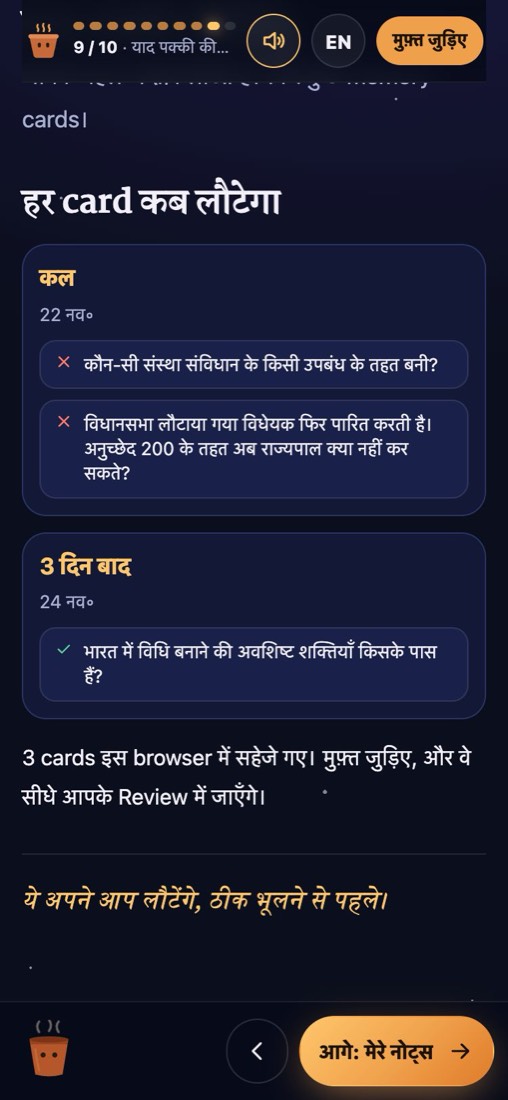 9 / 10 · याद पक्की की...
EN
मुफ़्त जुड़िए
cards।
हर card कब लौटेगा
कल
22 नव॰
कौन-सी संस्था संविधान के किसी उपबंध के तहत बनी?
विधानसभा लौटाया गया विधेयक फिर पारित करती है।
अनुच्छेद 200 के तहत अब राज्यपाल क्या नहीं कर
सकते?
3 दिन बाद
24 नव॰
भारत में विधि बनाने की अवशिष्ट शक्तियाँ किसके पास
हैं?
3 cards इस browser में सहेजे गए। मुफ़्त जुड़िए, और वे
सीधे आपके Review में जाएँगे।
ये अपने आप लौटेंगे, ठीक भूलने से पहले।
आगे: मेरे नोट्स